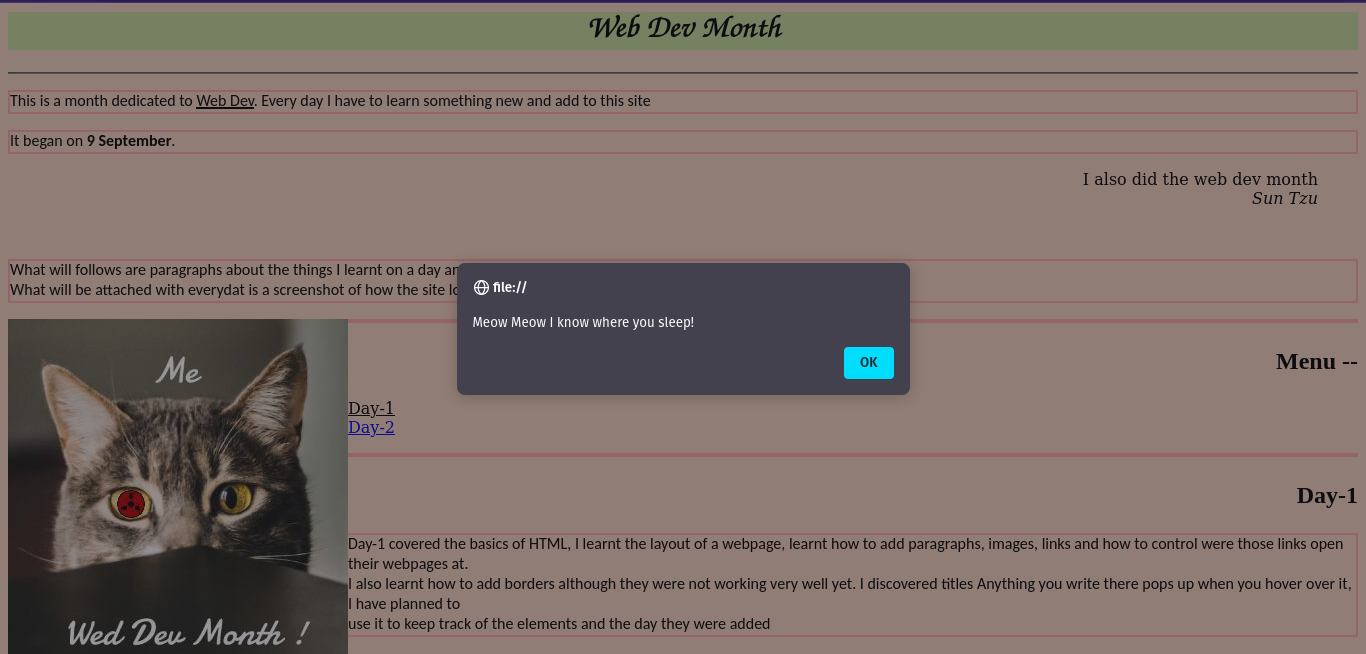 Web Dev Month
This is a month dedicated to Web Dev. Every day I have to learn something new and add to this site
It began on 9 September.
I also did the web dev month
Sun Tzu
What will follows are paragraphs about the things I learnt on a day an
What will be attached with everydat is a screenshot of how the site lo
file://
Meow Meow I know where you sleep!
OK
Me
Wed Dev Month !
Menu --
Day-1
Day-2
Day-1
Day-1 covered the basics of HTML, I learnt the layout of a webpage, learnt how to add paragraphs, images, links and how to control were those links open
their webpages at.
I also learnt how to add borders although they were not working very well yet. I discovered titles Anything you write there pops up when you hover over it,
I have planned to
use it to keep track of the elements and the day they were added